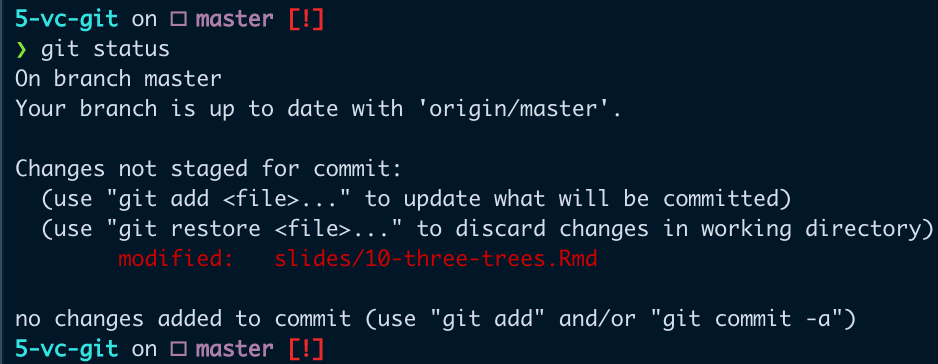 5-vc-git on □ master [!]
❯ git status
On branch master
Your branch is up to date with 'origin/master'.
Changes not staged for commit:
(use "git add <file>..." to update what will be committed)
(use "git restore <file>..." to discard changes in working directory)
modified: slides/10-three-trees.Rmd
no changes added to commit (use "git add" and/or "git commit -a")
5-vc-git on □ master [!]